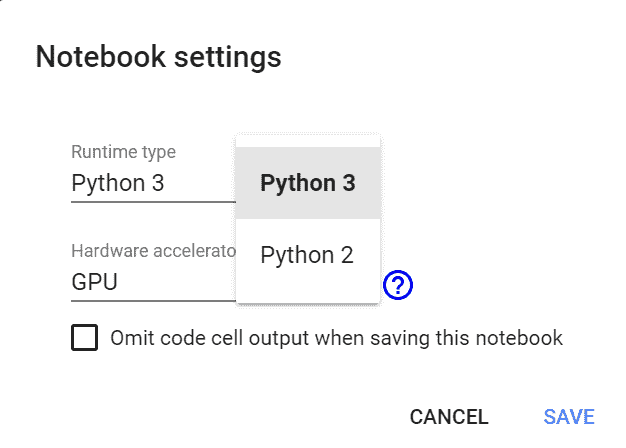 Notebook settings
Runtime type
Python 3
Python 3
Python 2
Hardware accelerato
GPU
?
Omit code cell output when saving this notebook
CANCEL SAVE